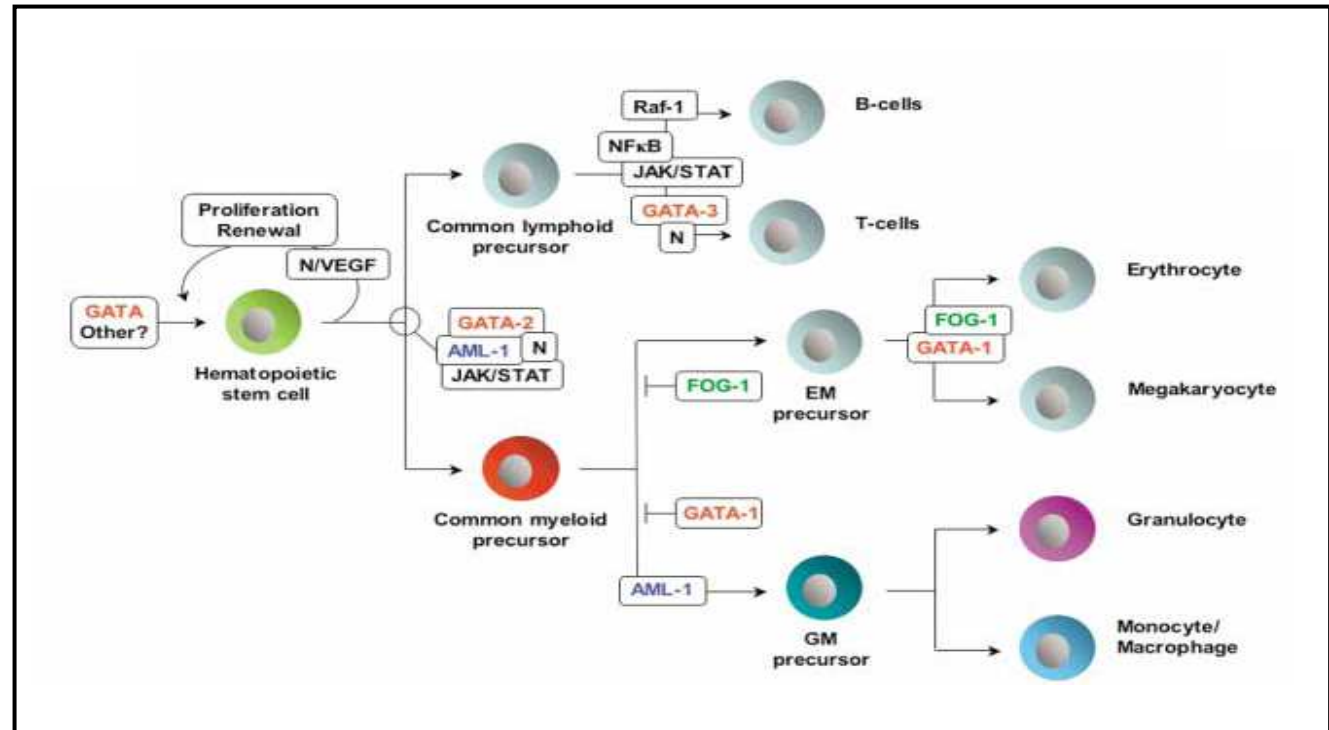 Raf-1
B-cells
NFκB
JAK/STAT
Proliferation
Renewal
Common lymphoid
precursor
GATA-3
N
T-cells
N/VEGF
GATA
Other?
Hematopoietic
stem cell
GATA-2
AML-1
N
JAK/STAT
Erythrocyte
FOG-1
GATA-1
FOG-1
EM
precursor
Megakaryocyte
Common myeloid
precursor
GATA-1
Granulocyte
AML-1
GM
precursor
Monocyte/
Macrophage